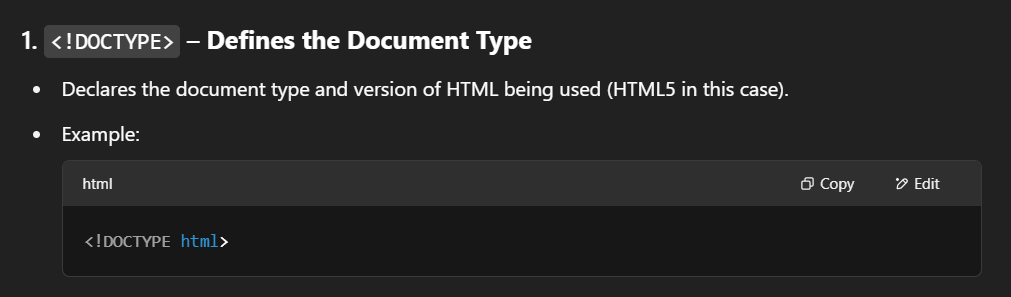 1. <!DOCTYPE> – Defines the Document Type
• Declares the document type and version of HTML being used (HTML5 in this case).
• Example:
html Copy Edit
<!DOCTYPE html>